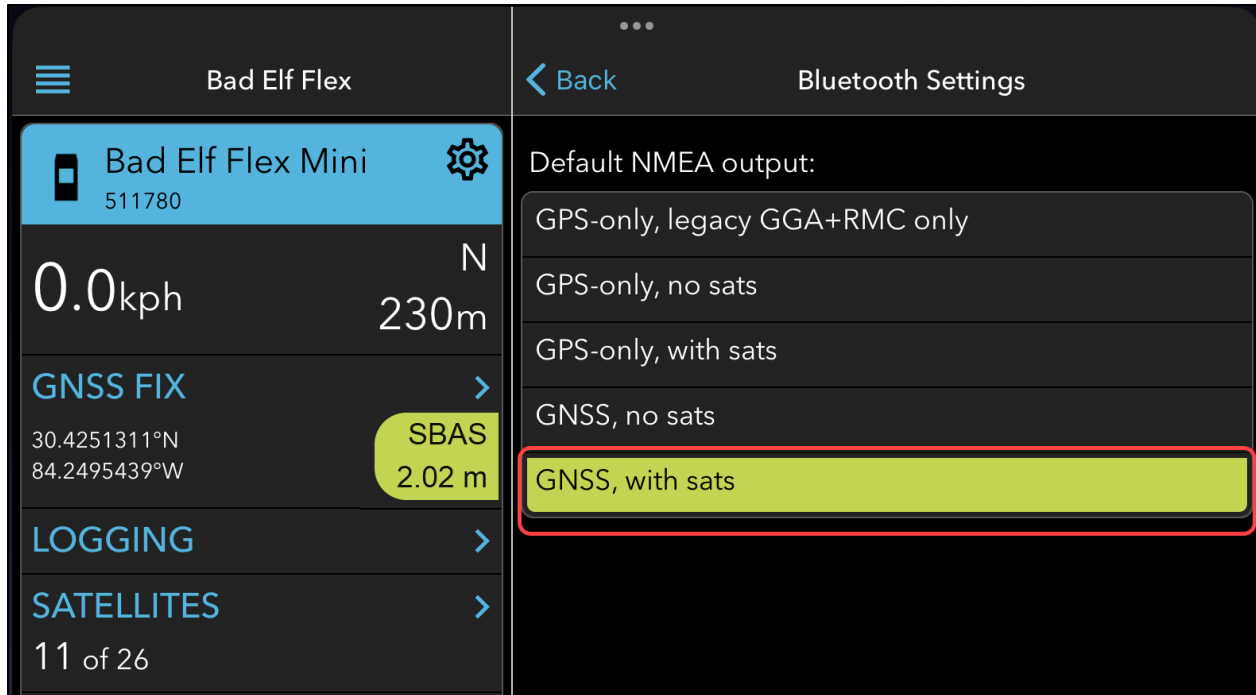 Bad Elf Flex
Bad Elf Flex Mini
511780
0.0kph
N
230m
GNSS FIX
30.4251311°N
84.2495439°W
SBAS
2.02 m
LOGGING
SATELLITES
11 of 26
Back
Bluetooth Settings
Default NMEA output:
GPS-only, legacy GGA+RMC only
GPS-only, no sats
GPS-only, with sats
GNSS, no sats
GNSS, with sats